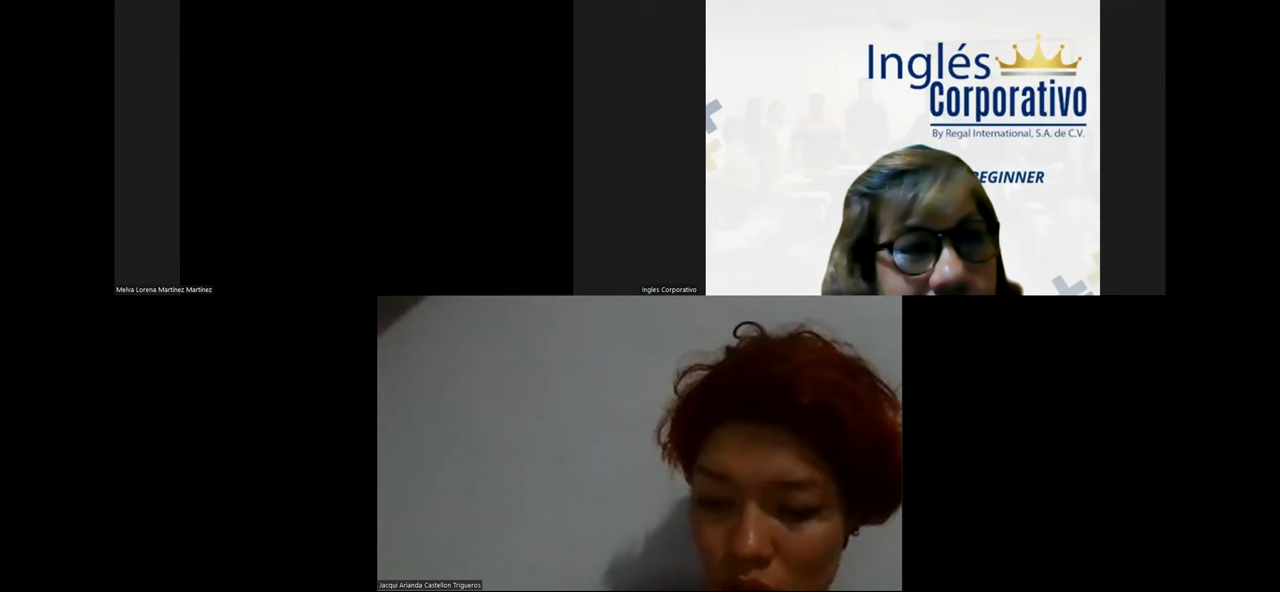 Inglés
Corporativo
By Regal International, S.A. de C.V.
BEGINNER
Melva Lorena Martínez Martínez
Ingles Corporativo
Jacqui Arianda Castellon Trigueros